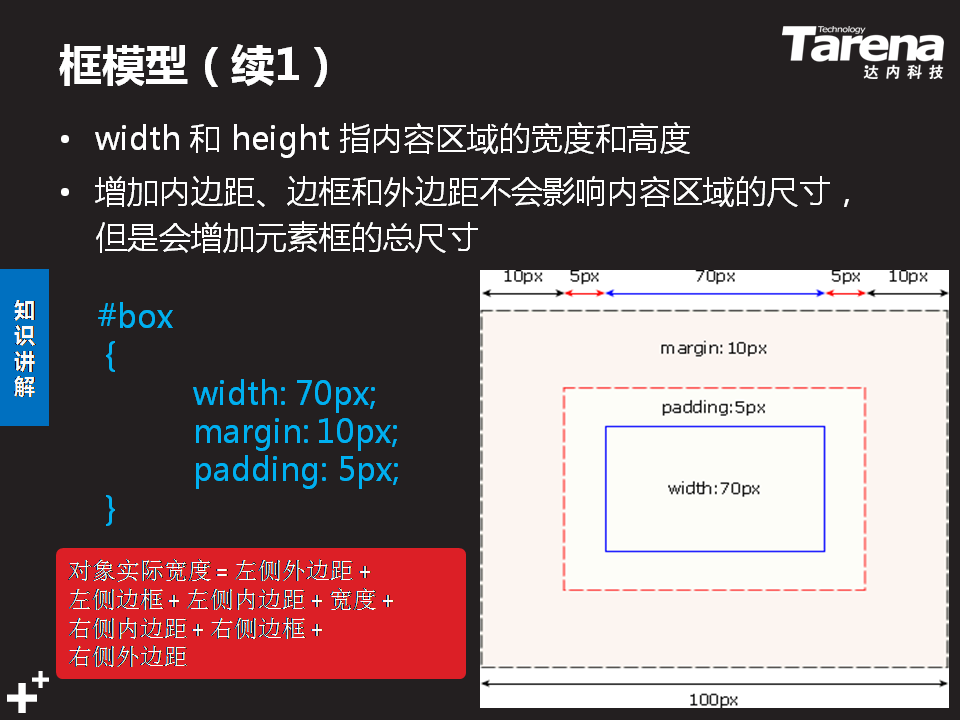 框模型（续1）
Technology
Tarena
达内科技
• width 和 height 指内容区域的宽度和高度
• 增加内边距、边框和外边距不会影响内容区域的尺寸，
但是会增加元素框的总尺寸
知识讲解
#box
{
width: 70px;
margin: 10px;
padding: 5px;
}
对象实际宽度 = 左侧外边距 +
左侧边框 + 左侧内边距 + 宽度 +
右侧内边距 + 右侧边框 +
右侧外边距
10px 5px 70px 5px 10px
margin: 10px
padding:5px
width:70px
100px